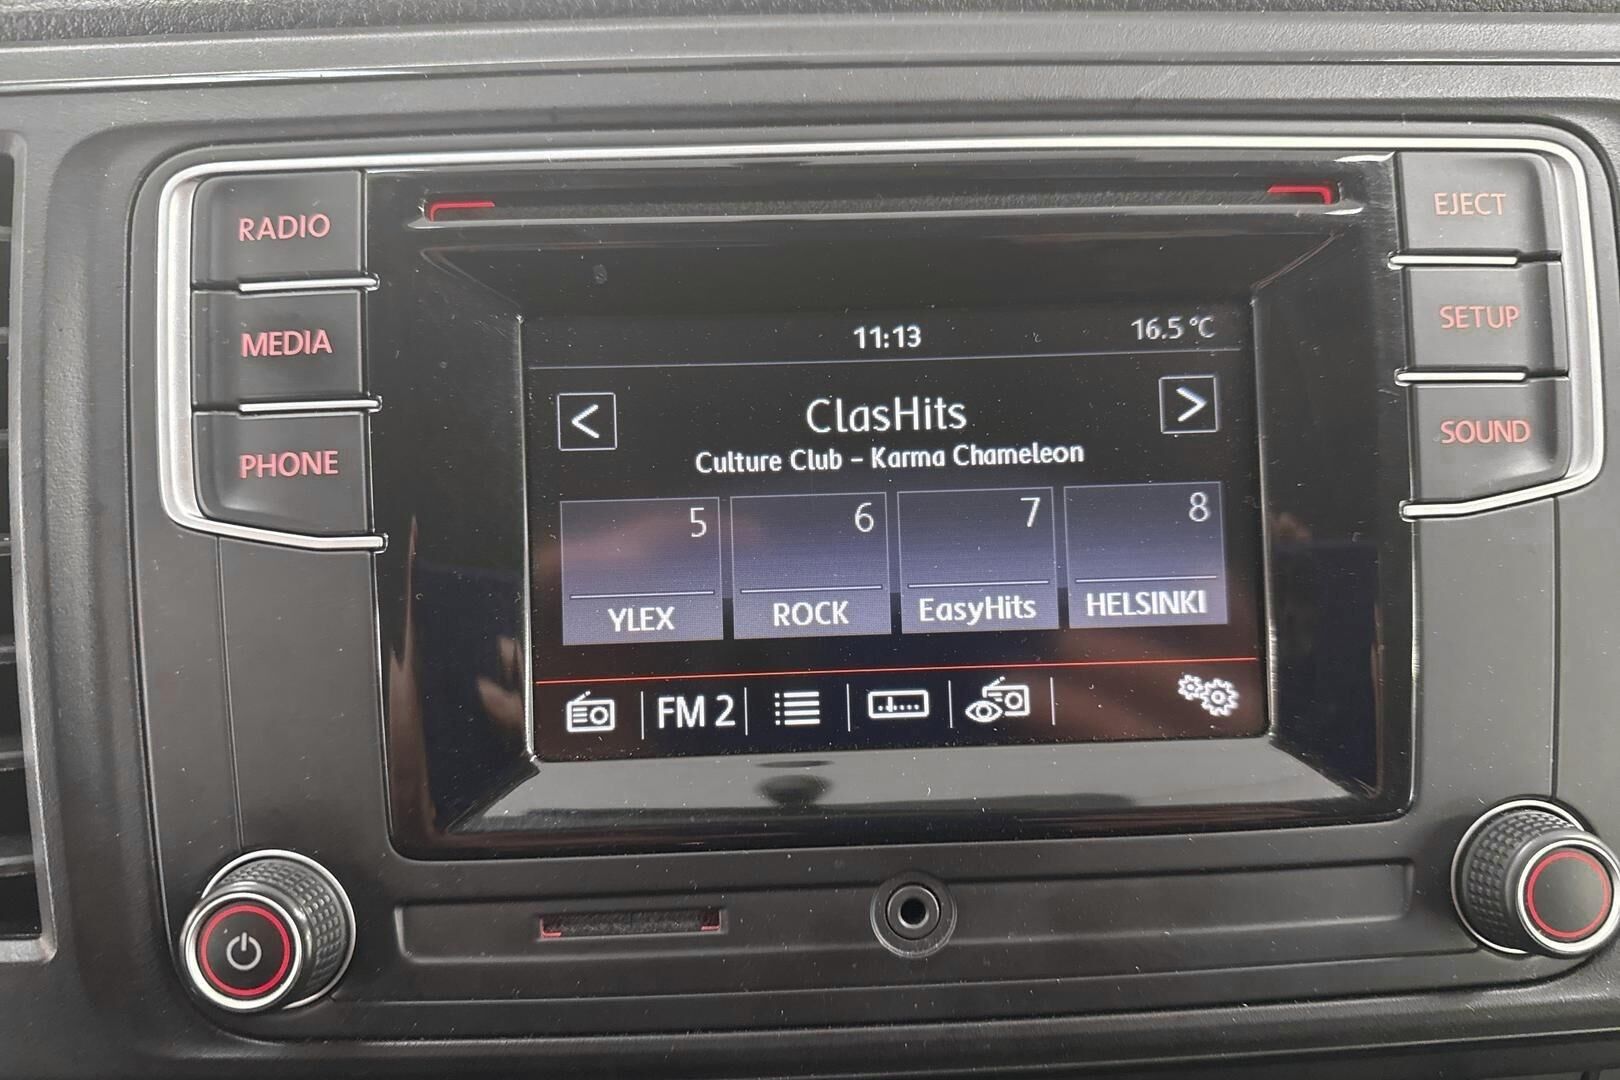 RADIO
MEDIA
PHONE
EJECT
SETUP
SOUND
11:13
16.5 °C
<
ClasHits
>
Culture Club - Karma Chameleon
5
6
7
8
YLEX
ROCK
EasyHits
HELSINKI
FM 2